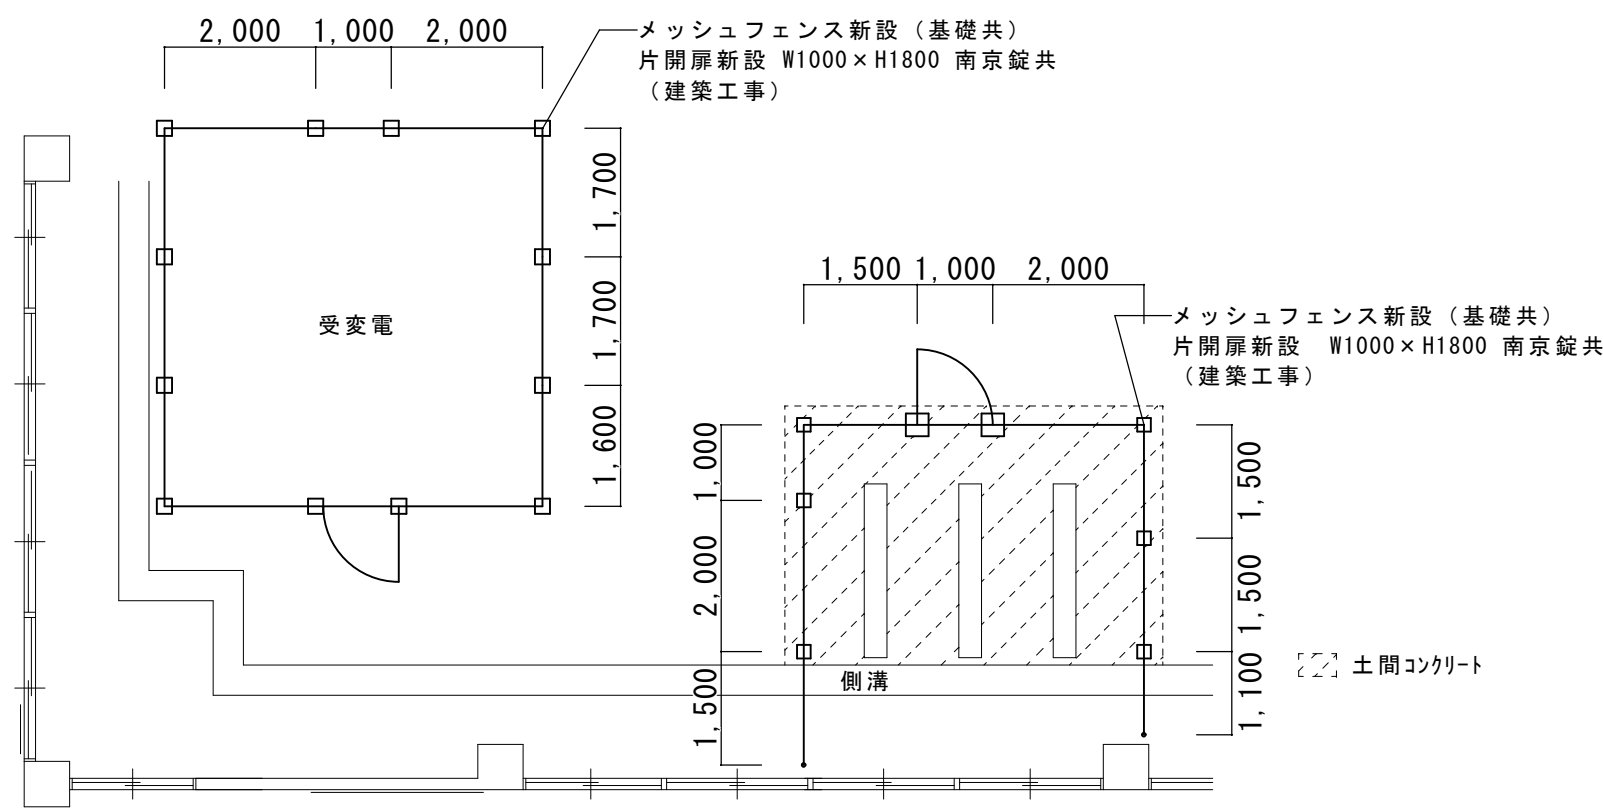 2,000 1,000 2,000
メッシュフェンス新設（基礎共）
片開扉新設 W1000×H1800 南京錠共
（建築工事）
1,700
1,700
1,600
受変電
1,500 1,000 2,000
メッシュフェンス新設（基礎共）
片開扉新設　W1000×H1800 南京錠共
（建築工事）
1,000
2,000
1,500
1,500
1,500
1,100
側溝
土間コンクリート